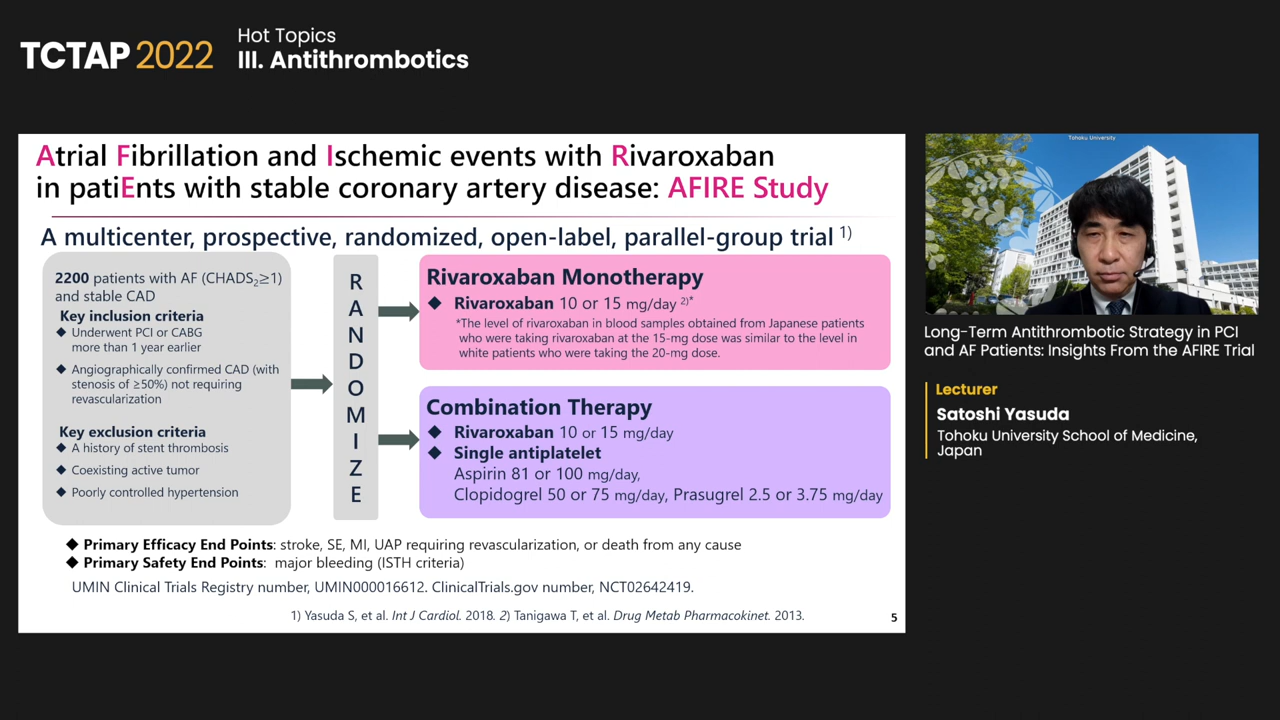 TCTAP 2022
Hot Topics
III. Antithrombotics
Atrial Fibrillation and Ischemic events with Rivaroxaban
in patiEnts with stable coronary artery disease: AFIRE Study
A multicenter, prospective, randomized, open-label, parallel-group trial 1)
2200 patients with AF (CHADS₂≥1)
and stable CAD
Key inclusion criteria
◆ Underwent PCI or CABG
more than 1 year earlier
◆ Angiographically confirmed CAD (with
stenosis of ≥50%) not requiring
revascularization
Key exclusion criteria
◆ A history of stent thrombosis
◆ Coexisting active tumor
◆ Poorly controlled hypertension
R
A
N
D
O
M
I
Z
E
Rivaroxaban Monotherapy
◆ Rivaroxaban 10 or 15 mg/day 2)*
*The level of rivaroxaban in blood samples obtained from Japanese patients
who were taking rivaroxaban at the 15-mg dose was similar to the level in
white patients who were taking the 20-mg dose.
Combination Therapy
◆ Rivaroxaban 10 or 15 mg/day
◆ Single antiplatelet
Aspirin 81 or 100 mg/day,
Clopidogrel 50 or 75 mg/day, Prasugrel 2.5 or 3.75 mg/day
◆ Primary Efficacy End Points: stroke, SE, MI, UAP requiring revascularization, or death from any cause
◆ Primary Safety End Points: major bleeding (ISTH criteria)
UMIN Clinical Trials Registry number, UMIN000016612. ClinicalTrials.gov number, NCT02642419.
1) Yasuda S, et al. Int J Cardiol. 2018. 2) Tanigawa T, et al. Drug Metab Pharmacokinet. 2013.
5
Tohoku University
Long-Term Antithrombotic Strategy in PCI
and AF Patients: Insights From the AFIRE Trial
Lecturer
Satoshi Yasuda
Tohoku University School of Medicine,
Japan